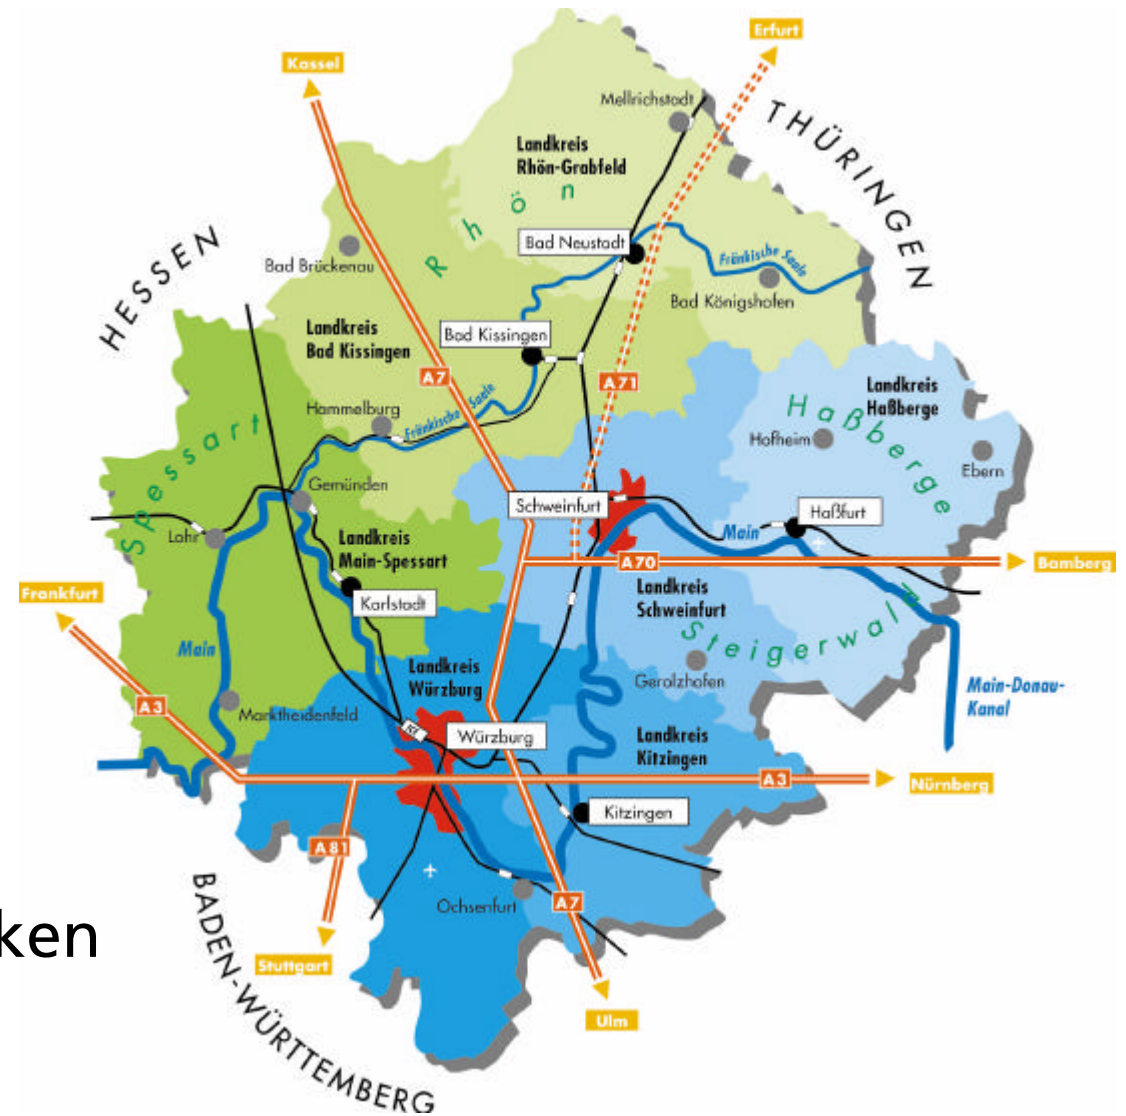 Erfurt
Kassel
THÜRINGEN
Mellrichstadt
Landkreis
Rhön-Grabfeld
Rhön
HESSEN
Bad Neustadt
Fränkische Saale
Bad Brückenau
Bad Königshofen
Landkreis
Bad Kissingen
Bad Kissingen
A7
A71
Landkreis
Haßberge
Fränkische Saale
Hammelburg
Haßberge
Hofheim
Ebern
Spessart
Gemünden
Schweinfurt
Haßfurt
Lohr
Landkreis
Main-Spessart
Main
A70
Bamberg
Frankfurt
Karlstadt
Landkreis
Schweinfurt
Steigerwald
Main
Landkreis
Würzburg
Gerolzhofen
Main-Donau-
Kanal
A3
Marktheidenfeld
Würzburg
Landkreis
Kitzingen
A3
Nürnberg
Kitzingen
A81
BADEN-WÜRTTEMBERG
Ochsenfurt
A7
ken
Stuttgart
Ulm